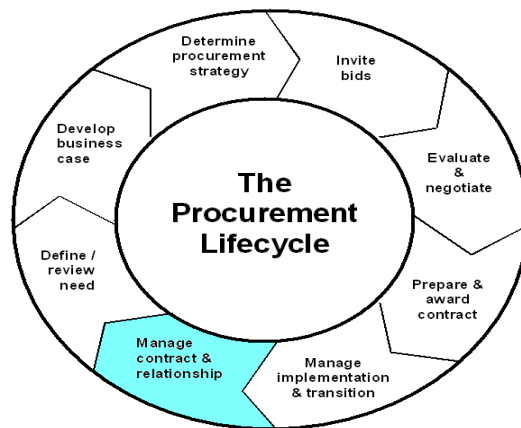 Determine
procurement
strategy
Invite
bids
Evaluate
&
negotiate
Prepare &
award
contract
Manage
implementation
& transition
Manage
contract &
relationship
Define /
review
need
Develop
business
case
The
Procurement
Lifecycle